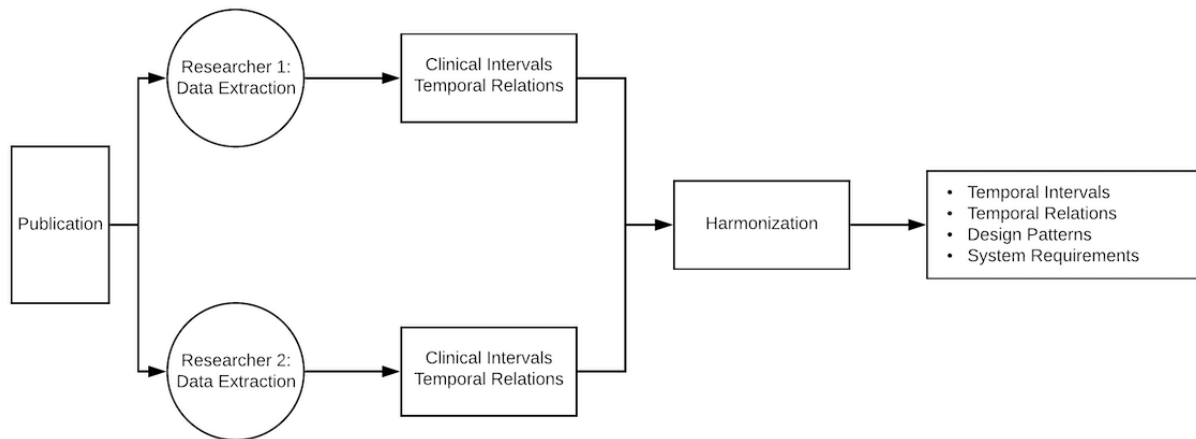 Publication
Researcher 1:
Data Extraction
Clinical Intervals
Temporal Relations
Researcher 2:
Data Extraction
Clinical Intervals
Temporal Relations
Harmonization
• Temporal Intervals
• Temporal Relations
• Design Patterns
• System Requirements